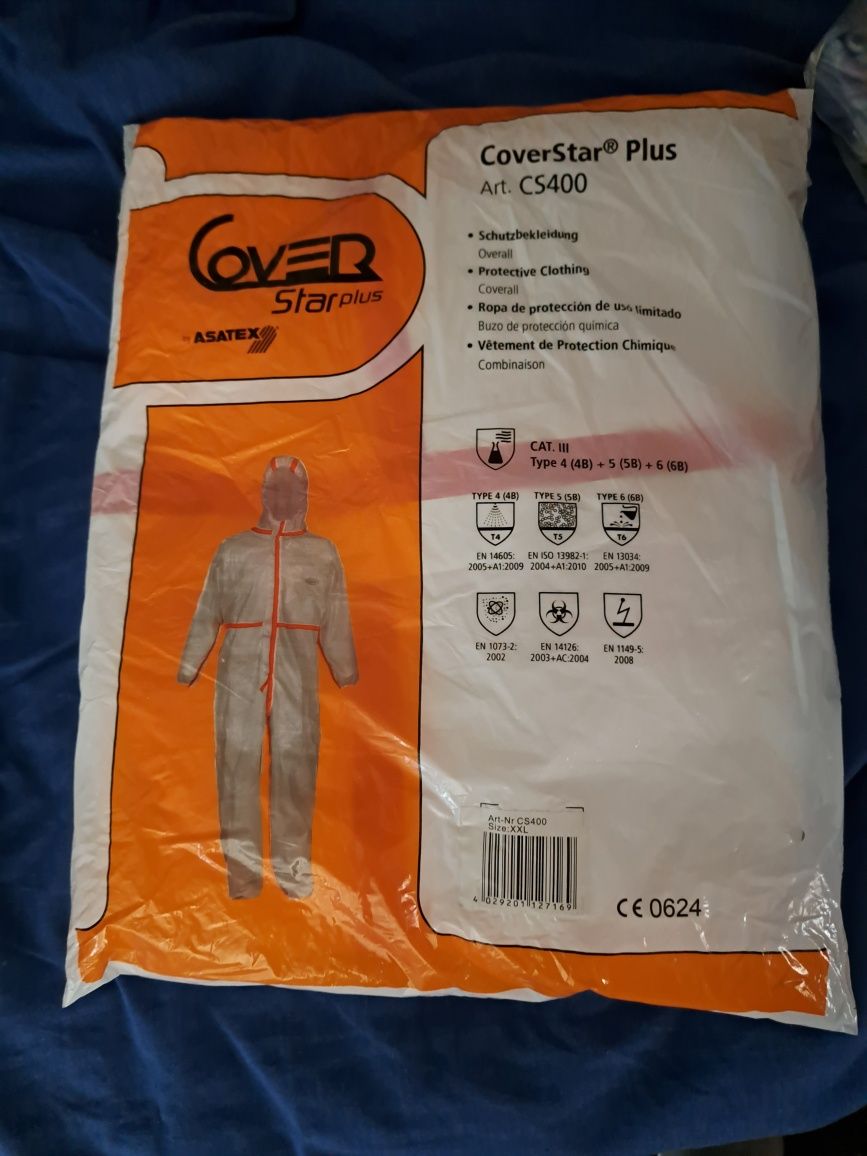 COVER
Star plus
by ASATEX
CoverStar® Plus
Art. CS400
• Schutzbekleidung
Overall
• Protective Clothing
Coverall
• Ropa de protección de uso limitado
Buzo de protección quimica
• Vêtement de Protection Chimique
Combinaison
CAT. III
Type 4 (4B) + 5 (5B) + 6 (6B)
TYPE 4 (4B) TYPE 5 (5B) TYPE 6 (6B)
T4 T5 T6
EN 14605: EN ISO 13982-1: EN 13034:
2005+A1:2009 2004+A1:2010 2005+A1:2009
EN 1073-2: EN 14126: EN 1149-5:
2002 2003+AC:2004 2008
Art-Nr CS400
Size:XXL
4 029201 127169
CE 0624